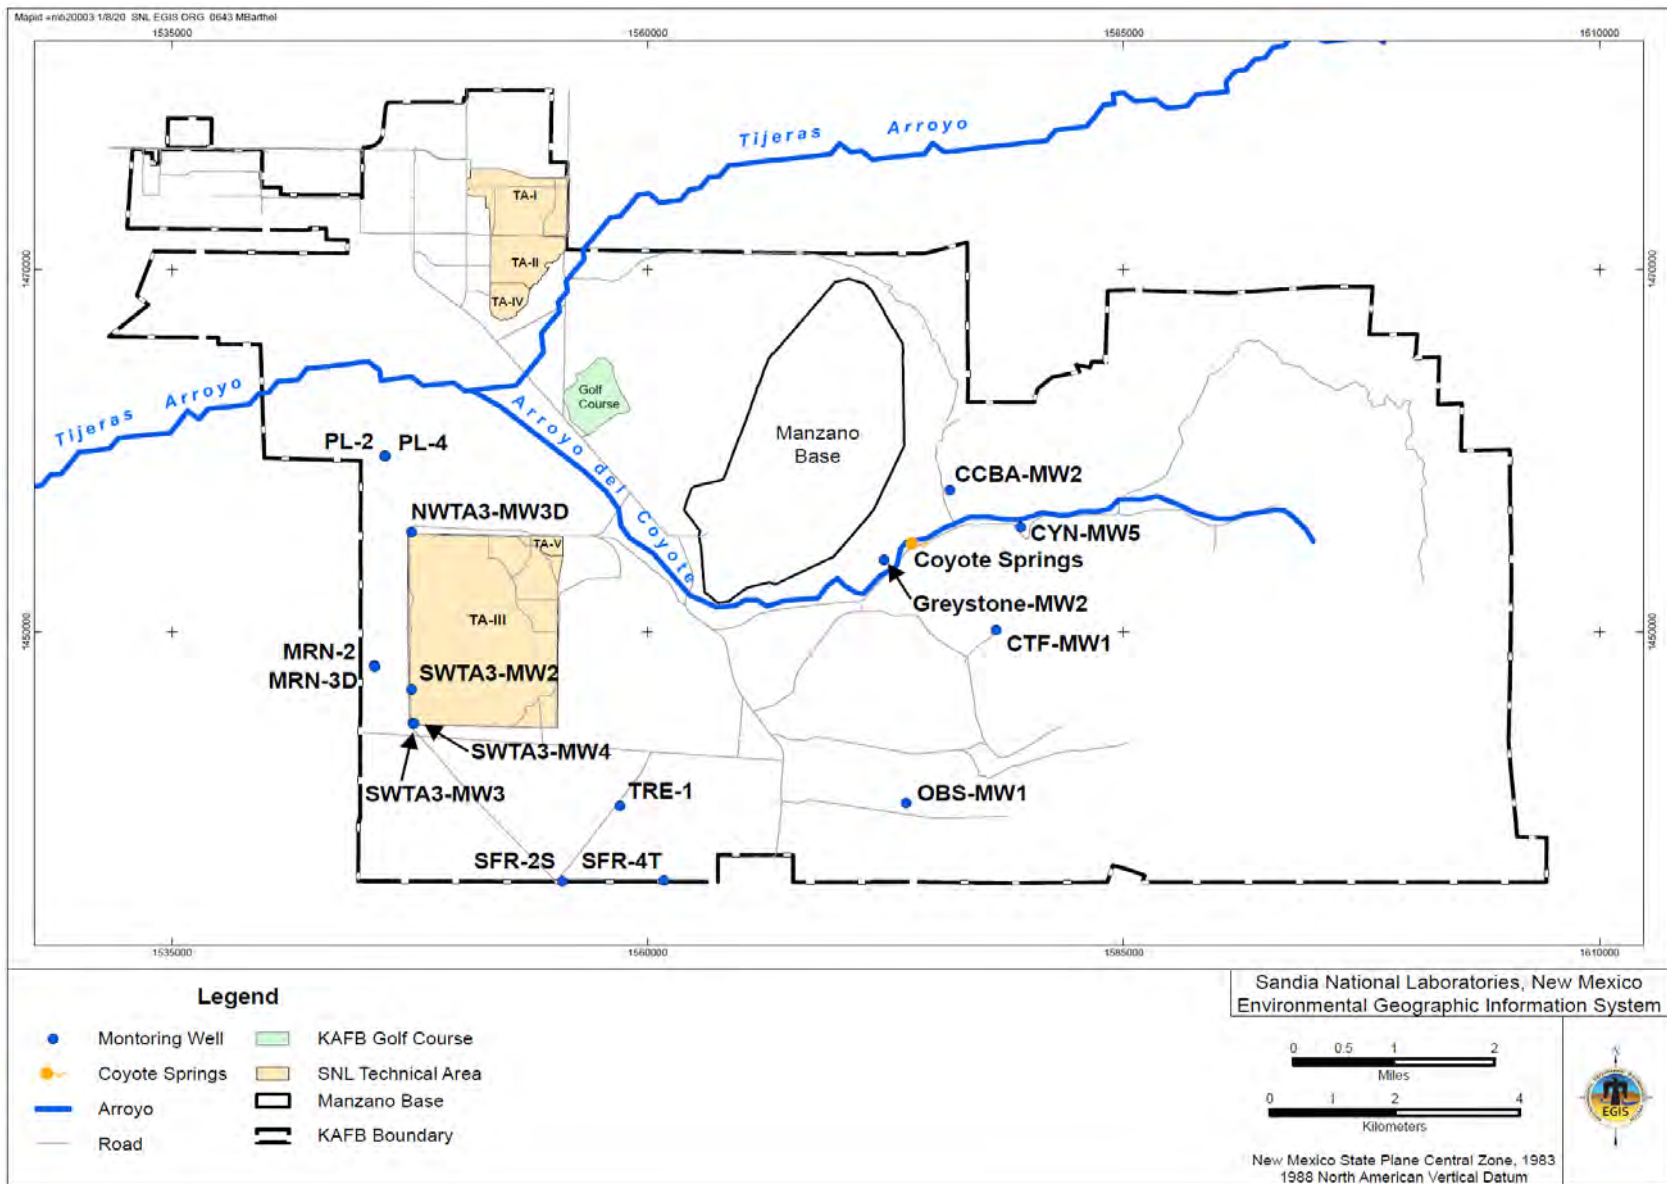 Mapid = mb20003 1/8/20 SNL EGIS ORG 0643 MBarthel
1535000 1560000 1585000 1610000
Tijeras Arroyo
TA-I
TA-II
TA-IV
1470000 1470000
Golf
Course
Tijeras Arroyo
Arroyo del Coyote
Manzano
Base
PL-2 PL-4
CCBA-MW2
NWTA3-MW3D
TA-V
CYN-MW5
Coyote Springs
Greystone-MW2
TA-III
1450000 1450000
CTF-MW1
MRN-2
MRN-3D
SWTA3-MW2
SWTA3-MW4
SWTA3-MW3
TRE-1
OBS-MW1
SFR-2S SFR-4T
1535000 1560000 1585000 1610000
Legend
Montoring Well
Coyote Springs
Arroyo
Road
KAFB Golf Course
SNL Technical Area
Manzano Base
KAFB Boundary
Sandia National Laboratories, New Mexico
Environmental Geographic Information System
0 0.5 1 2
Miles
0 1 2 4
Kilometers
New Mexico State Plane Central Zone, 1983
1988 North American Vertical Datum
N
EGIS